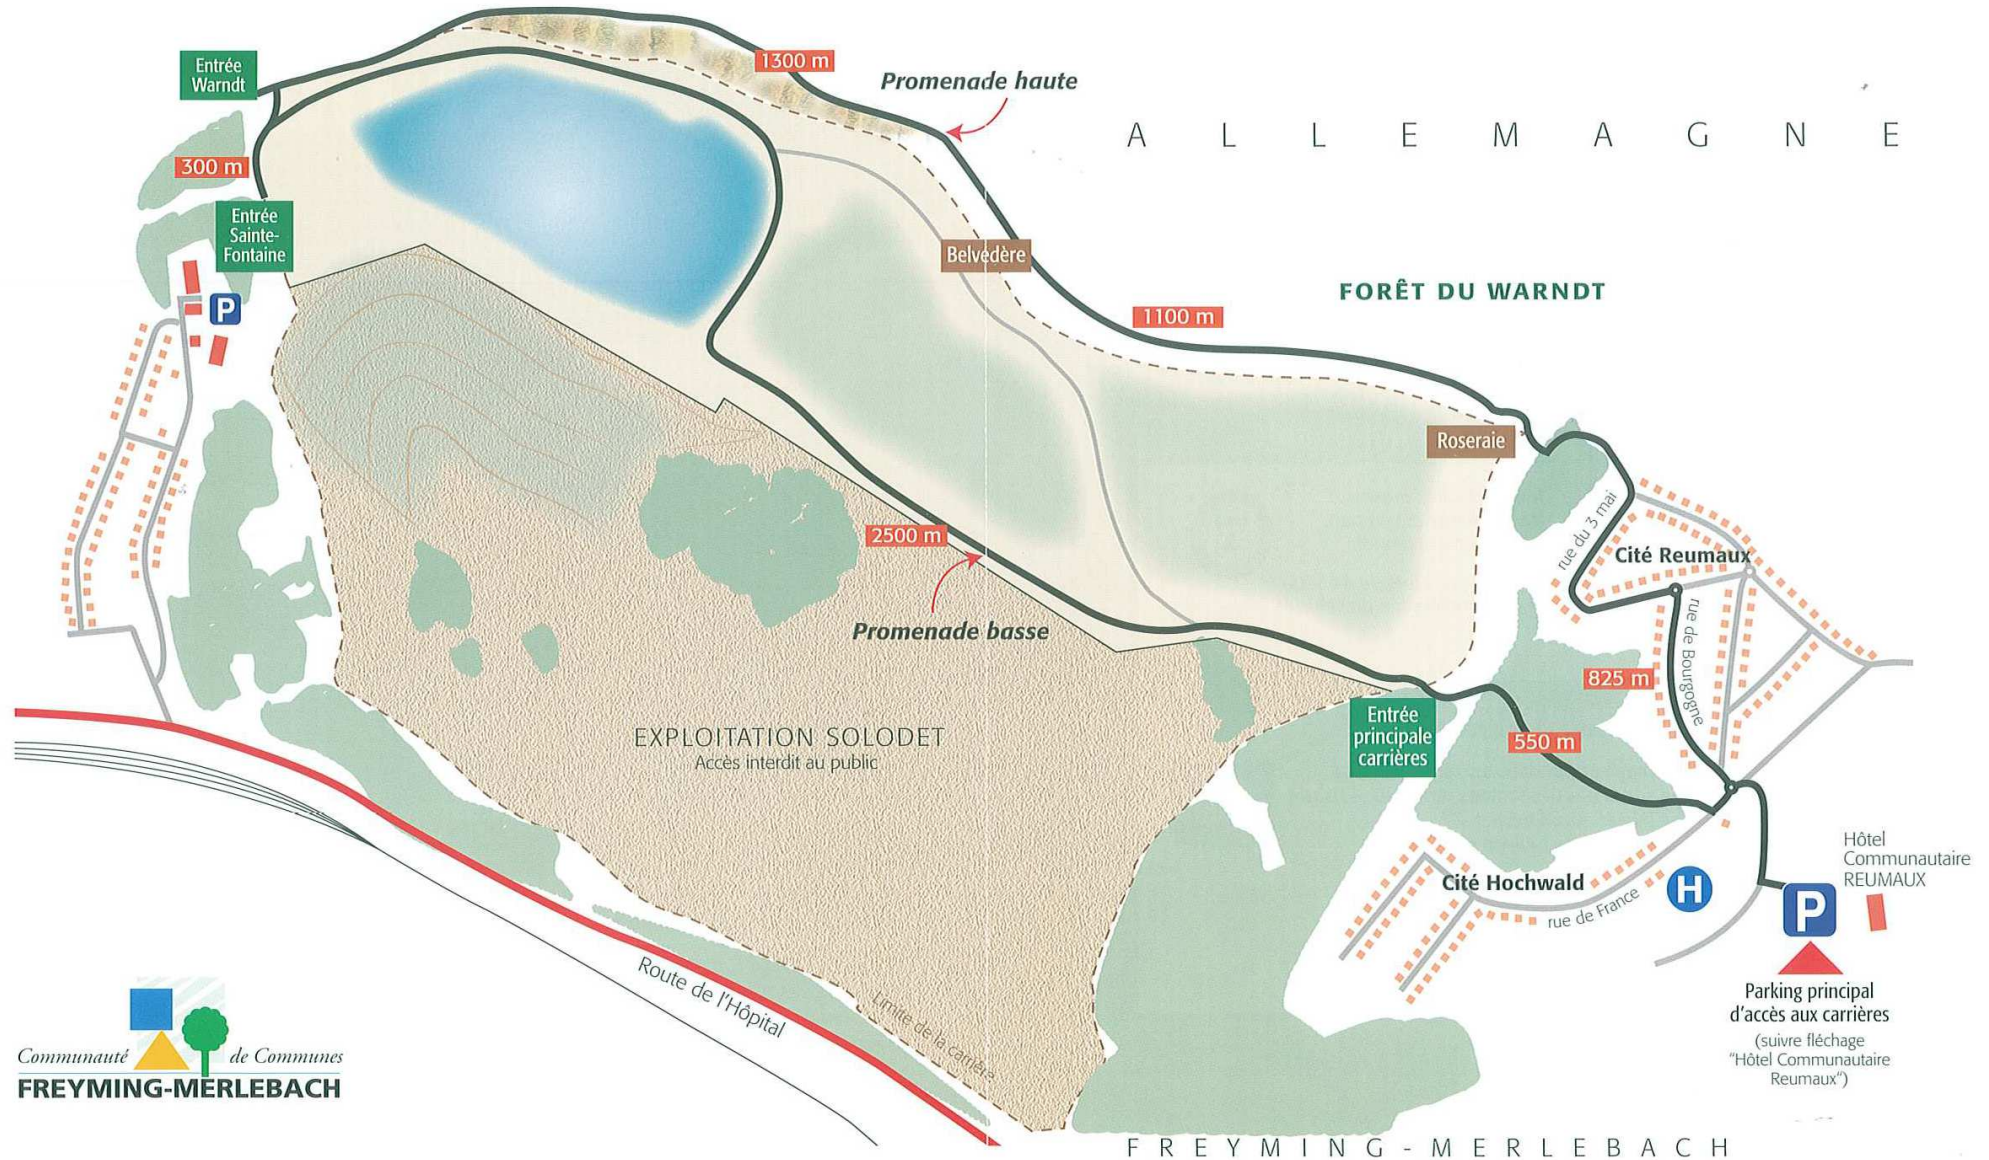 Entrée
Warndt
1300 m
Promenade haute
A L L E M A G N E
300 m
Entrée
Sainte-
Fontaine
Belvédère
FORÊT DU WARNDT
P
1100 m
Roseraie
rue du 3 mai
Cité Reumaux
2500 m
Promenade basse
rue de Bourgogne
825 m
EXPLOITATION SOLODET
Accès interdit au public
Entrée
principale
carrières
550 m
Hôtel
Communautaire
REUMAUX
Cité Hochwald
H
rue de France
P
Route de l'Hôpital
Limite de la carrière
Parking principal
d'accès aux carrières
(suivre fléchage
"Hôtel Communautaire
Reumaux")
Communauté de Communes
FREYMING-MERLEBACH
F R E Y M I N G - M E R L E B A C H